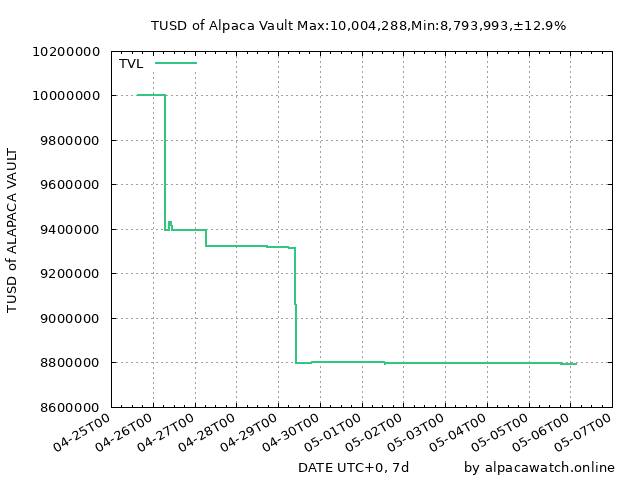 TUSD of Alpaca Vault Max:10,004,288,Min:8,793,993,±12.9%
TVL
10200000
10000000
9800000
9600000
9400000
9200000
9000000
8800000
8600000
TUSD of ALAPACA VAULT
04-25T00
04-26T00
04-27T00
04-28T00
04-29T00
04-30T00
05-01T00
05-02T00
05-03T00
05-04T00
05-05T00
05-06T00
05-07T00
DATE UTC+0, 7d
by alpacawatch.online